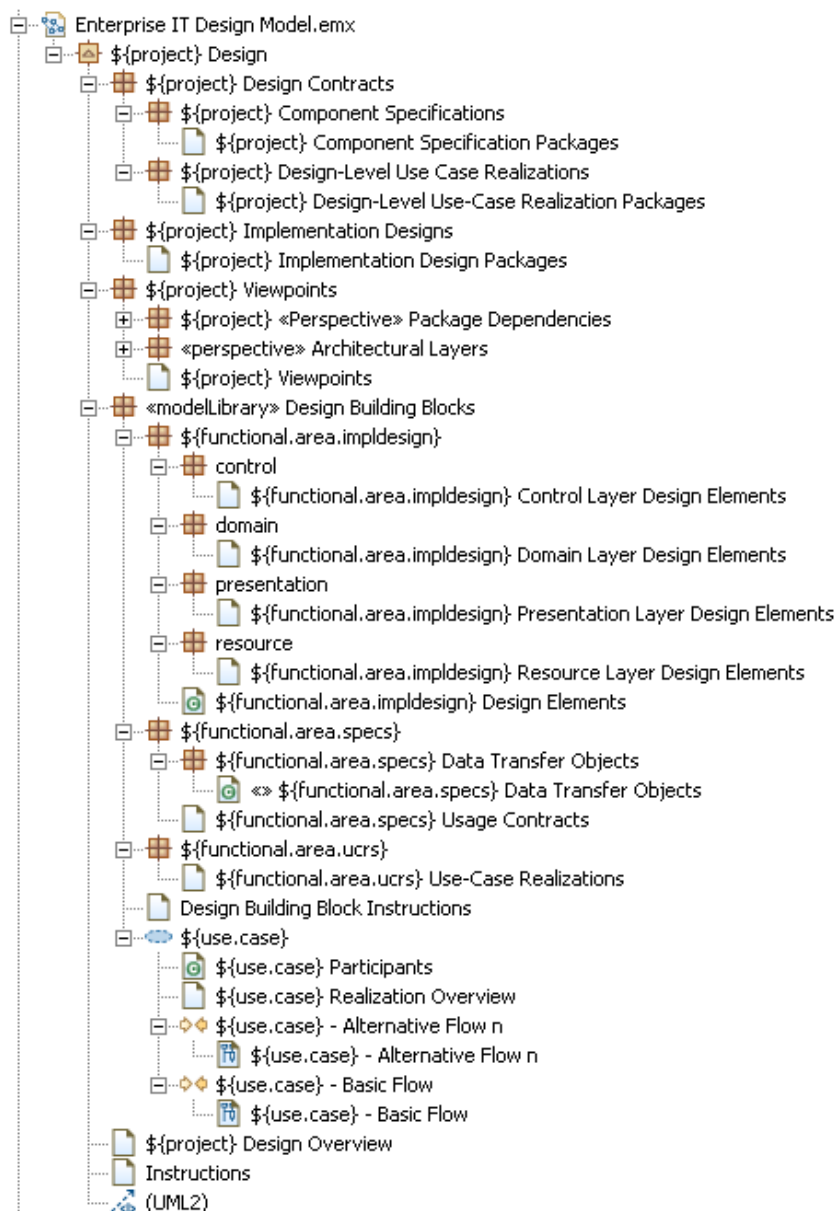 Enterprise IT Design Model.emx
${project} Design
${project} Design Contracts
${project} Component Specifications
${project} Component Specification Packages
${project} Design-Level Use Case Realizations
${project} Design-Level Use-Case Realization Packages
${project} Implementation Designs
${project} Implementation Design Packages
${project} Viewpoints
${project} «Perspective» Package Dependencies
«perspective» Architectural Layers
${project} Viewpoints
«modelLibrary» Design Building Blocks
${functional.area.impldesign}
control
${functional.area.impldesign} Control Layer Design Elements
domain
${functional.area.impldesign} Domain Layer Design Elements
presentation
${functional.area.impldesign} Presentation Layer Design Elements
resource
${functional.area.impldesign} Resource Layer Design Elements
${functional.area.impldesign} Design Elements
${functional.area.specs}
${functional.area.specs} Data Transfer Objects
«» ${functional.area.specs} Data Transfer Objects
${functional.area.specs} Usage Contracts
${functional.area.ucrs}
${functional.area.ucrs} Use-Case Realizations
Design Building Block Instructions
${use.case}
${use.case} Participants
${use.case} Realization Overview
${use.case} - Alternative Flow n
${use.case} - Alternative Flow n
${use.case} - Basic Flow
${use.case} - Basic Flow
${project} Design Overview
Instructions
(UML2)